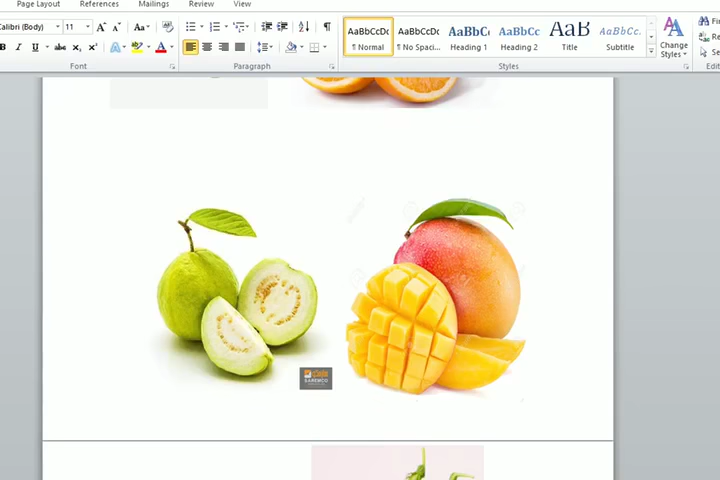 Page Layout References Mailings Review View
Calibri (Body) 11
AaBbCcDc AaBbCcDc AaBbC( AaBbCc AaB AaBbCc.
¶ Normal ¶ No Spaci... Heading 1 Heading 2 Title Subtitle
Change
Styles
Font Paragraph Styles
SAREMCO